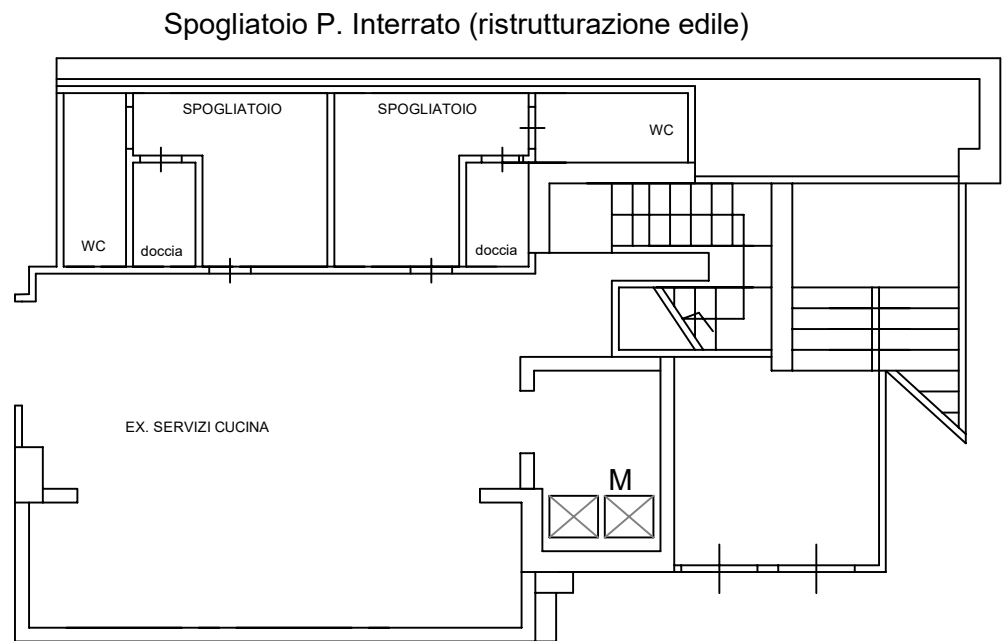 Spogliatoio P. Interrato (ristrutturazione edile)
SPOGLIATOIO
SPOGLIATOIO
WC
WC
doccia
doccia
EX. SERVIZI CUCINA
M